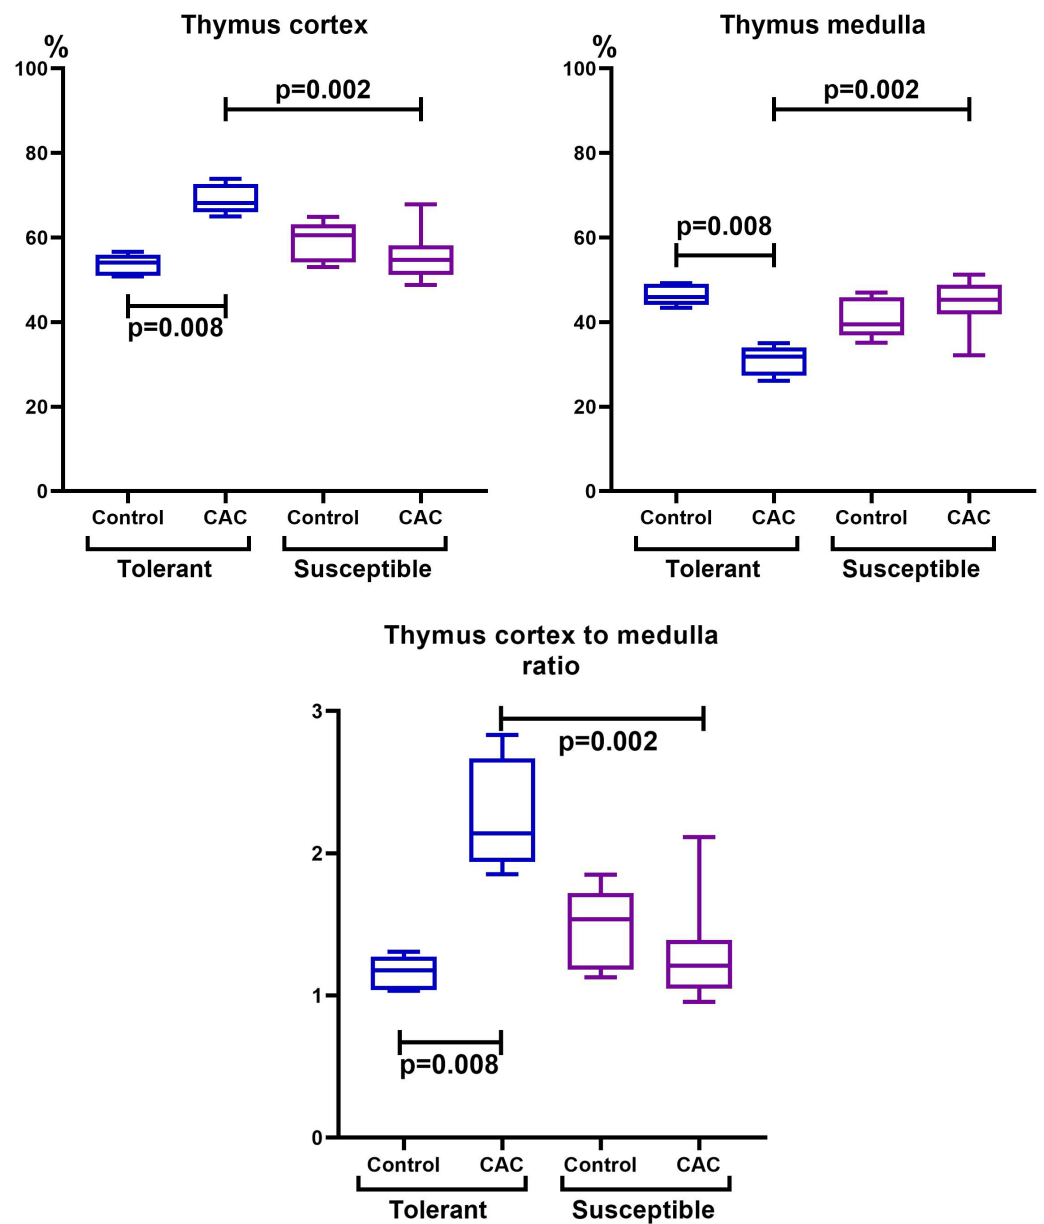 Thymus cortex
%
100
p=0.002
80
60
40
p=0.008
20
0
Control CAC Control CAC
Tolerant Susceptible
Thymus medulla
%
100
p=0.002
80
60
p=0.008
40
20
0
Control CAC Control CAC
Tolerant Susceptible
Thymus cortex to medulla
ratio
3
p=0.002
2
1
p=0.008
0
Control CAC Control CAC
Tolerant Susceptible